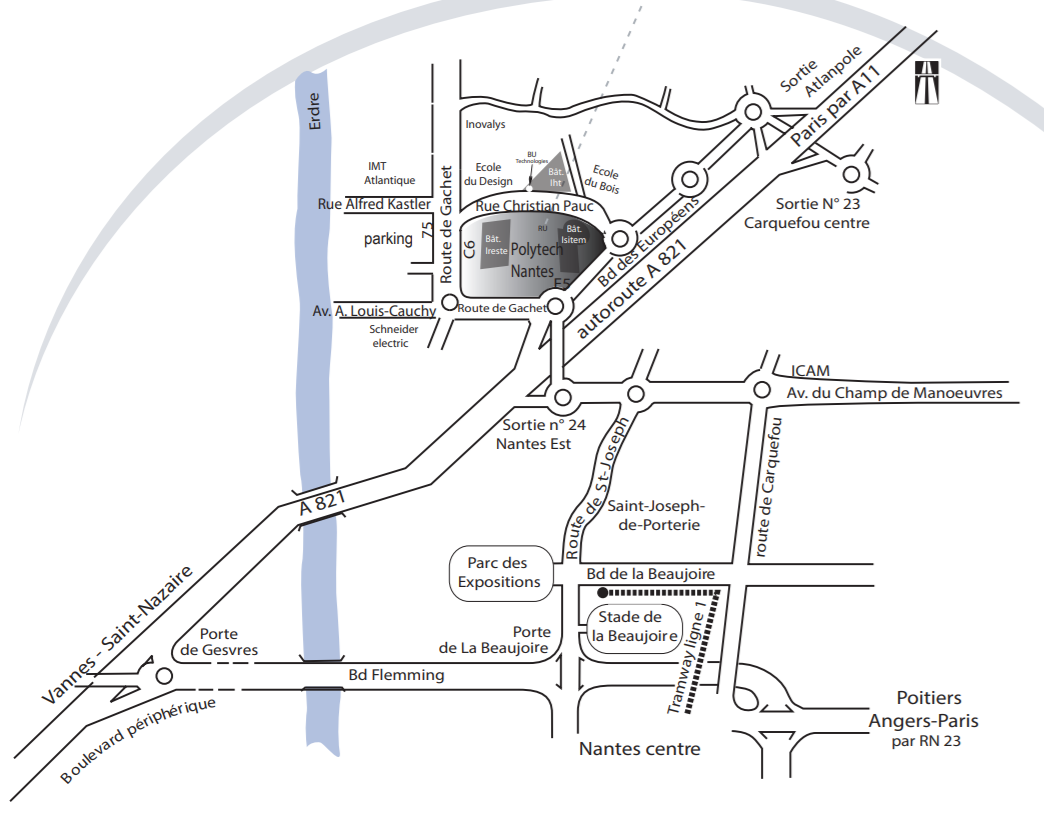 Sortie
Atlanpole
Paris par A11
Erdre
Inovalys
IMT
Atlantique
Ecole
du Design
BU
Technologies
Bât.
Iht
Ecole
du Bois
Rue Alfred Kastler
Route de Gachet
Rue Christian Pauc
Sortie N° 23
Carquefou centre
parking
75
C6
Bât.
Ireste
RU
Bât.
Isitem
Polytech
Nantes
E5
Bd des Européens
autoroute A 821
Av. A. Louis-Cauchy
Route de Gachet
Schneider
electric
ICAM
Av. du Champ de Manoeuvres
Sortie n° 24
Nantes Est
Route de St-Joseph
route de Carquefou
A 821
Saint-Joseph-
de-Porterie
Parc des
Expositions
Bd de la Beaujoire
Vannes - Saint-Nazaire
Stade de
la Beaujoire
Tramway ligne 1
Porte
de Gesvres
Porte
de La Beaujoire
Bd Flemming
Boulevard périphérique
Nantes centre
Poitiers
Angers-Paris
par RN 23